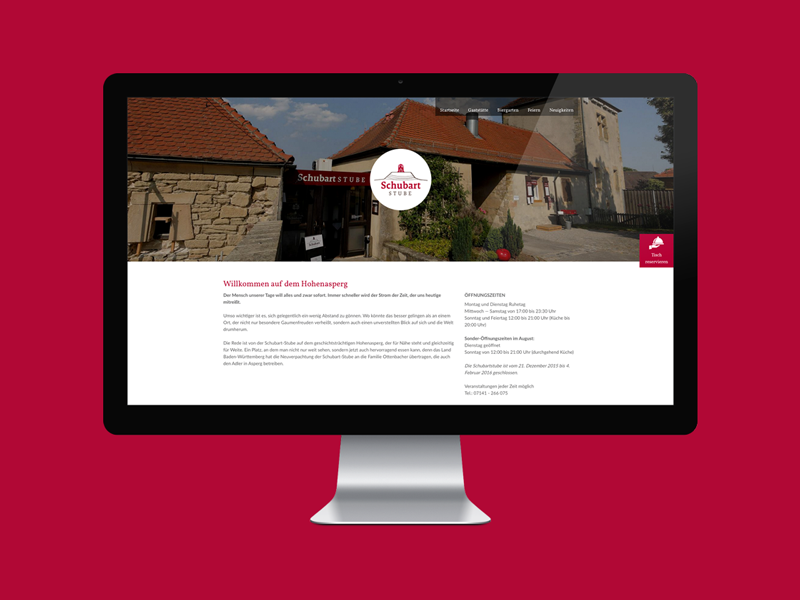 Startseite Gaststätte Biergarten Feiern Neuigkeiten
Schubart STUBE
Schubart
STUBE
Tisch
reservieren
Willkommen auf dem Hohenasperg
Der Mensch unserer Tage will alles und zwar sofort. Immer schneller wird der Strom der Zeit, der uns heutige
mitreißt.
Umso wichtiger ist es, sich gelegentlich ein wenig Abstand zu gönnen. Wo könnte das besser gelingen als an einem
Ort, der nicht nur besondere Gaumenfreuden verheißt, sondern auch einen unverstellten Blick auf sich und die Welt
drumherum.
Die Rede ist von der Schubart-Stube auf dem geschichtsträchtigen Hohenasperg, der für Nähe steht und gleichzeitig
für Weite. Ein Platz, an dem man nicht nur weit sehen, sondern jetzt auch hervorragend essen kann, denn das Land
Baden-Württemberg hat die Neuverpachtung der Schubart-Stube an die Familie Ottenbacher übertragen, die auch
den Adler in Asperg betreiben.
ÖFFNUNGSZEITEN
Montag und Dienstag Ruhetag
Mittwoch — Samstag von 17:00 bis 23:30 Uhr
Sonntag und Feiertag 12:00 bis 21:00 Uhr (Küche bis
20:00 Uhr)
Sonder-Öffnungszeiten im August:
Dienstag geöffnet
Sonntag von 12:00 bis 21:00 Uhr (durchgehend Küche)
Die Schubartstube ist vom 21. Dezember 2015 bis 4.
Februar 2016 geschlossen.
Veranstaltungen jeder Zeit möglich
Tel.: 07141 - 266 075